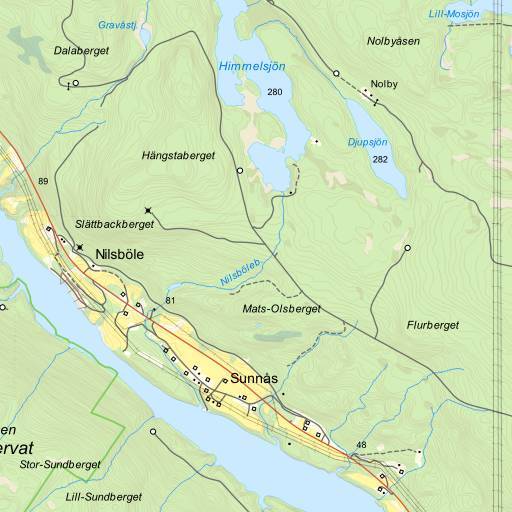 Lill-Mosjön
Gravåstj.
Nolbyåsen
Dalaberget
Himmelsjön
Nolby
280
Djupsjön
Hängstaberget
282
89
Slättbackberget
Nilsböle
Nilsböleb
81
Mats-Olsberget
Flurberget
Sunnås
en
ervat
48
Stor-Sundberget
Lill-Sundberget